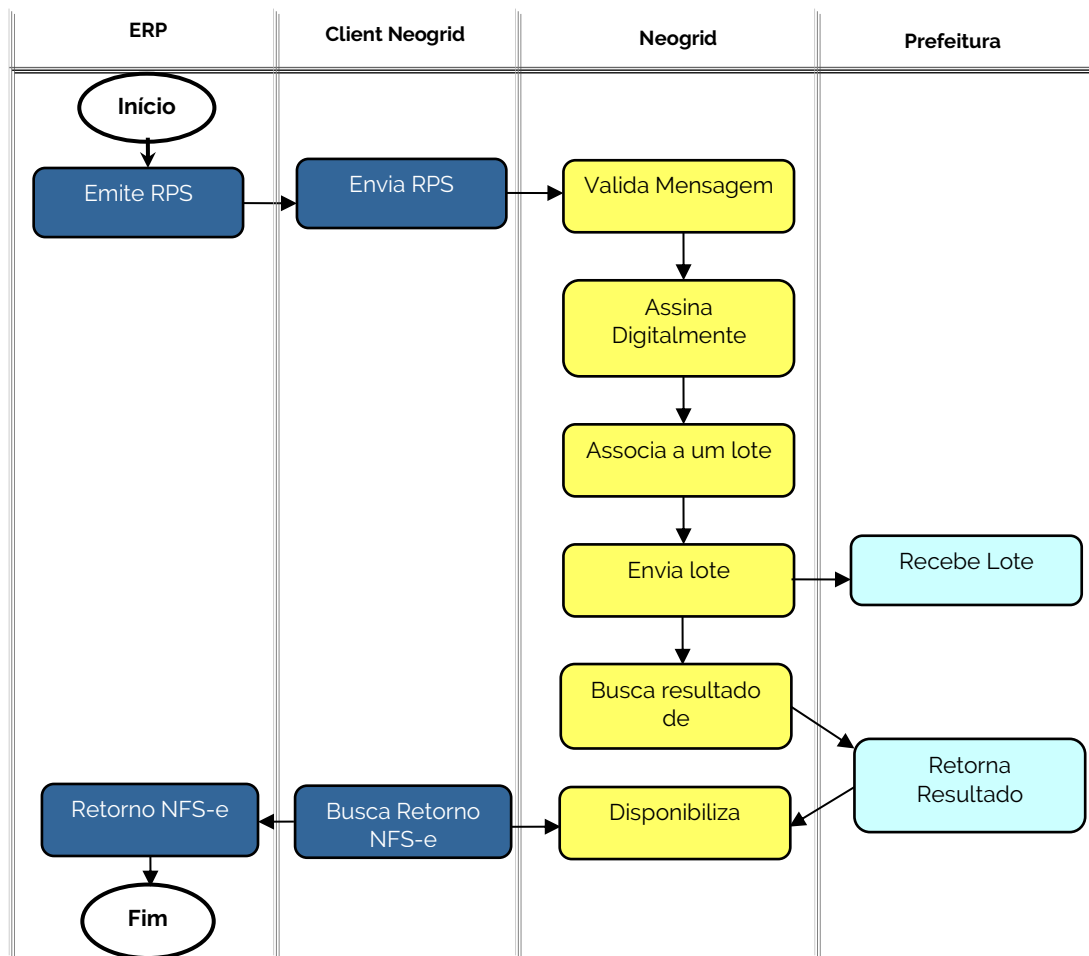 ERP
Client Neogrid
Neogrid
Prefeitura
Início
Emite RPS
Envia RPS
Valida Mensagem
Assina
Digitalmente
Associa a um lote
Envia lote
Recebe Lote
Busca resultado
de
Retorna
Resultado
Retorno NFS-e
Busca Retorno
NFS-e
Disponibiliza
Fim